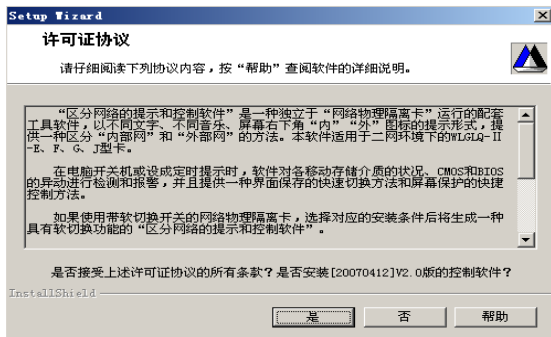 Setup Wizard
许可证协议
请仔细阅读下列协议内容，按“帮助”查阅软件的详细说明。
“区分网络的提示和控制软件”是一种独立于“网络物理隔离卡”运行的配套
工具软件，以不同文字、不同音乐、屏幕右下角“内”“外”图标的提示形式，提
供一种区分“内部网”和“外部网”的方法。本软件适用于二网环境下的WLGLQ-II
-E、F、G、J型卡。
在电脑开关机或设成定时提示时，软件对各移动存储介质的状况、CMOS和BIOS
的异动进行检测和报警，并且提供一种界面保存的快速切换方法和屏幕保护的快捷
控制方法。
如果使用带软切换开关的网络物理隔离卡，选择对应的安装条件后将生成一种
具有软切换功能的“区分网络的提示和控制软件”。
是否接受上述许可证协议的所有条款？是否安装[20070412]V2.0版的控制软件？
InstallShield
是
否
帮助